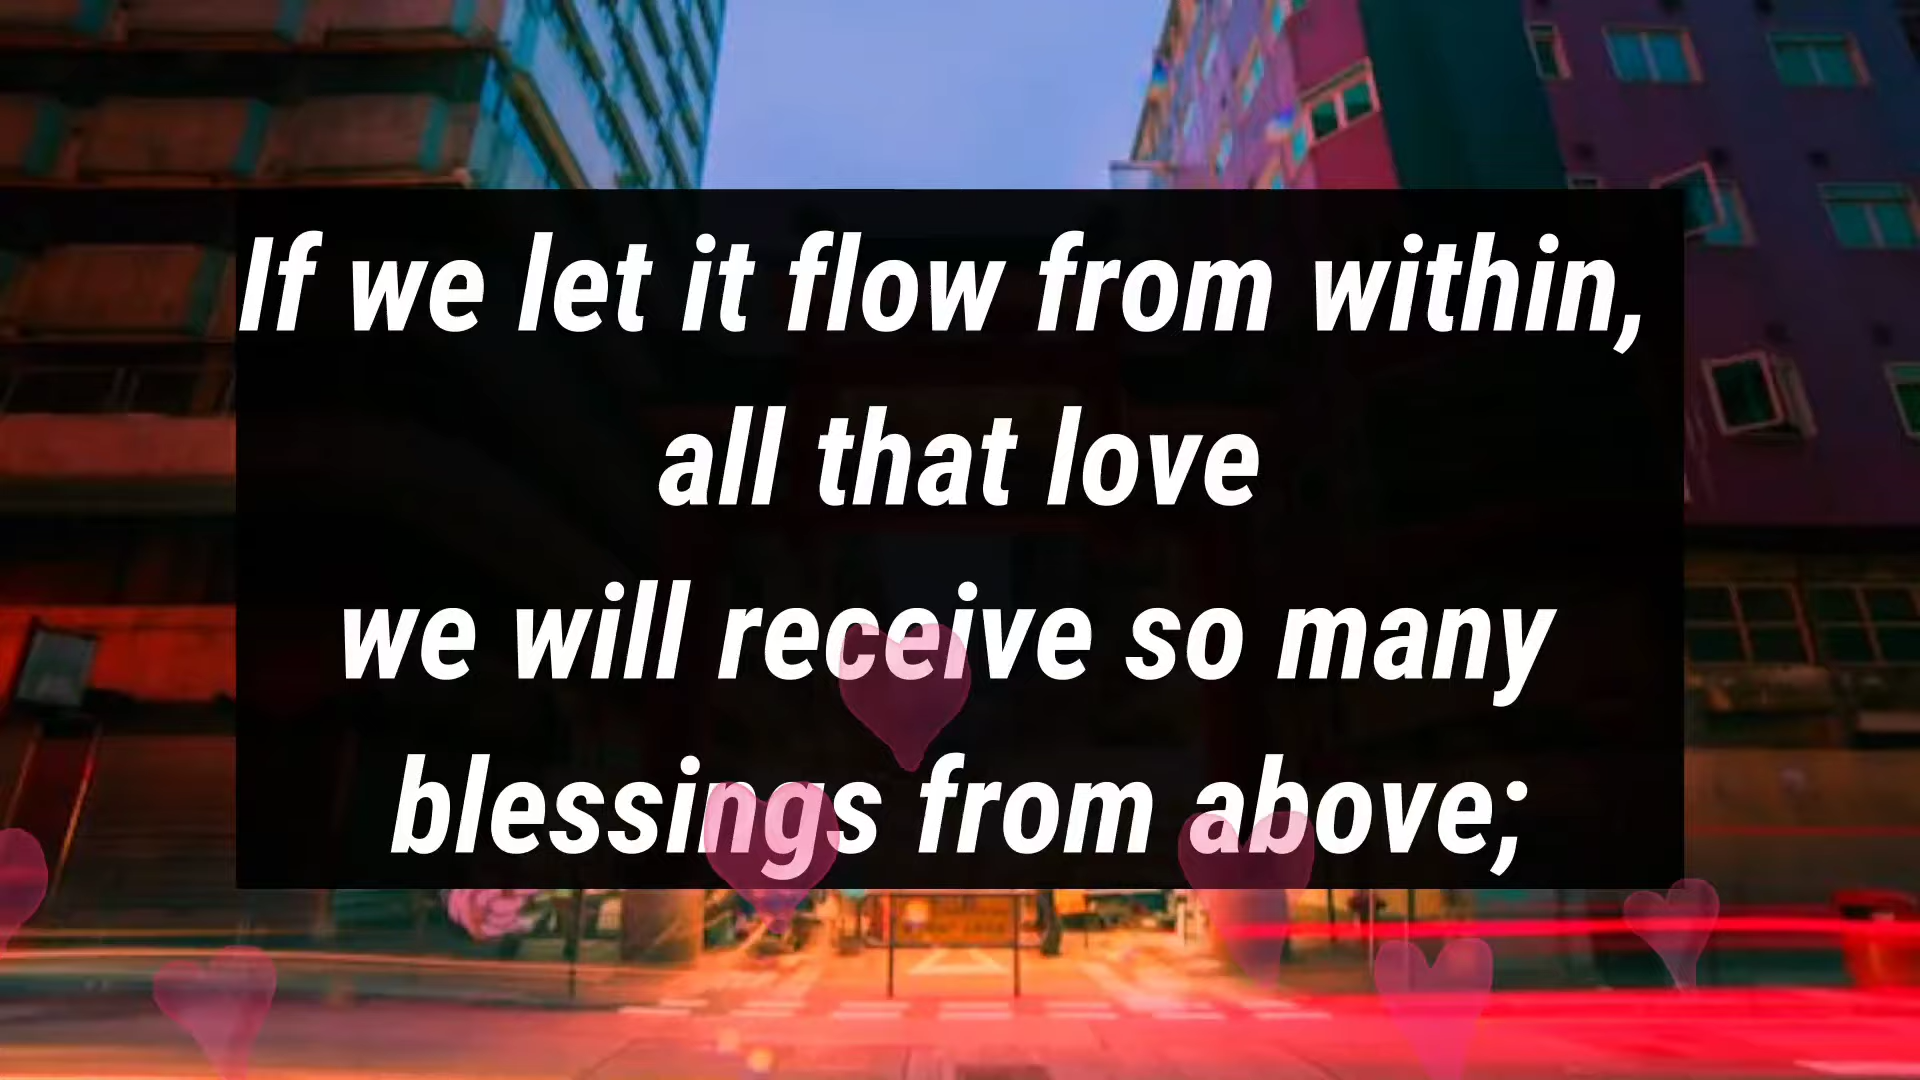 If we let it flow from within,
all that love
we will receive so many
blessings from above;